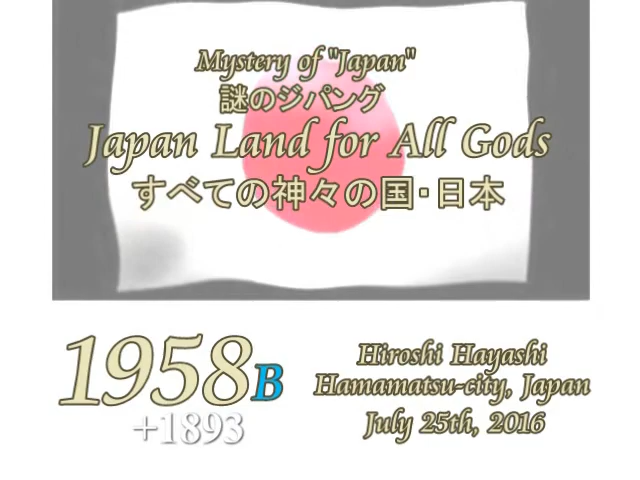 Mystery of "Japan"
謎のジパング
Japan Land for All Gods
すべての神々の国・日本
1958B
+1893
Hiroshi Hayashi
Hamamatsu-city, Japan
July 25th, 2016